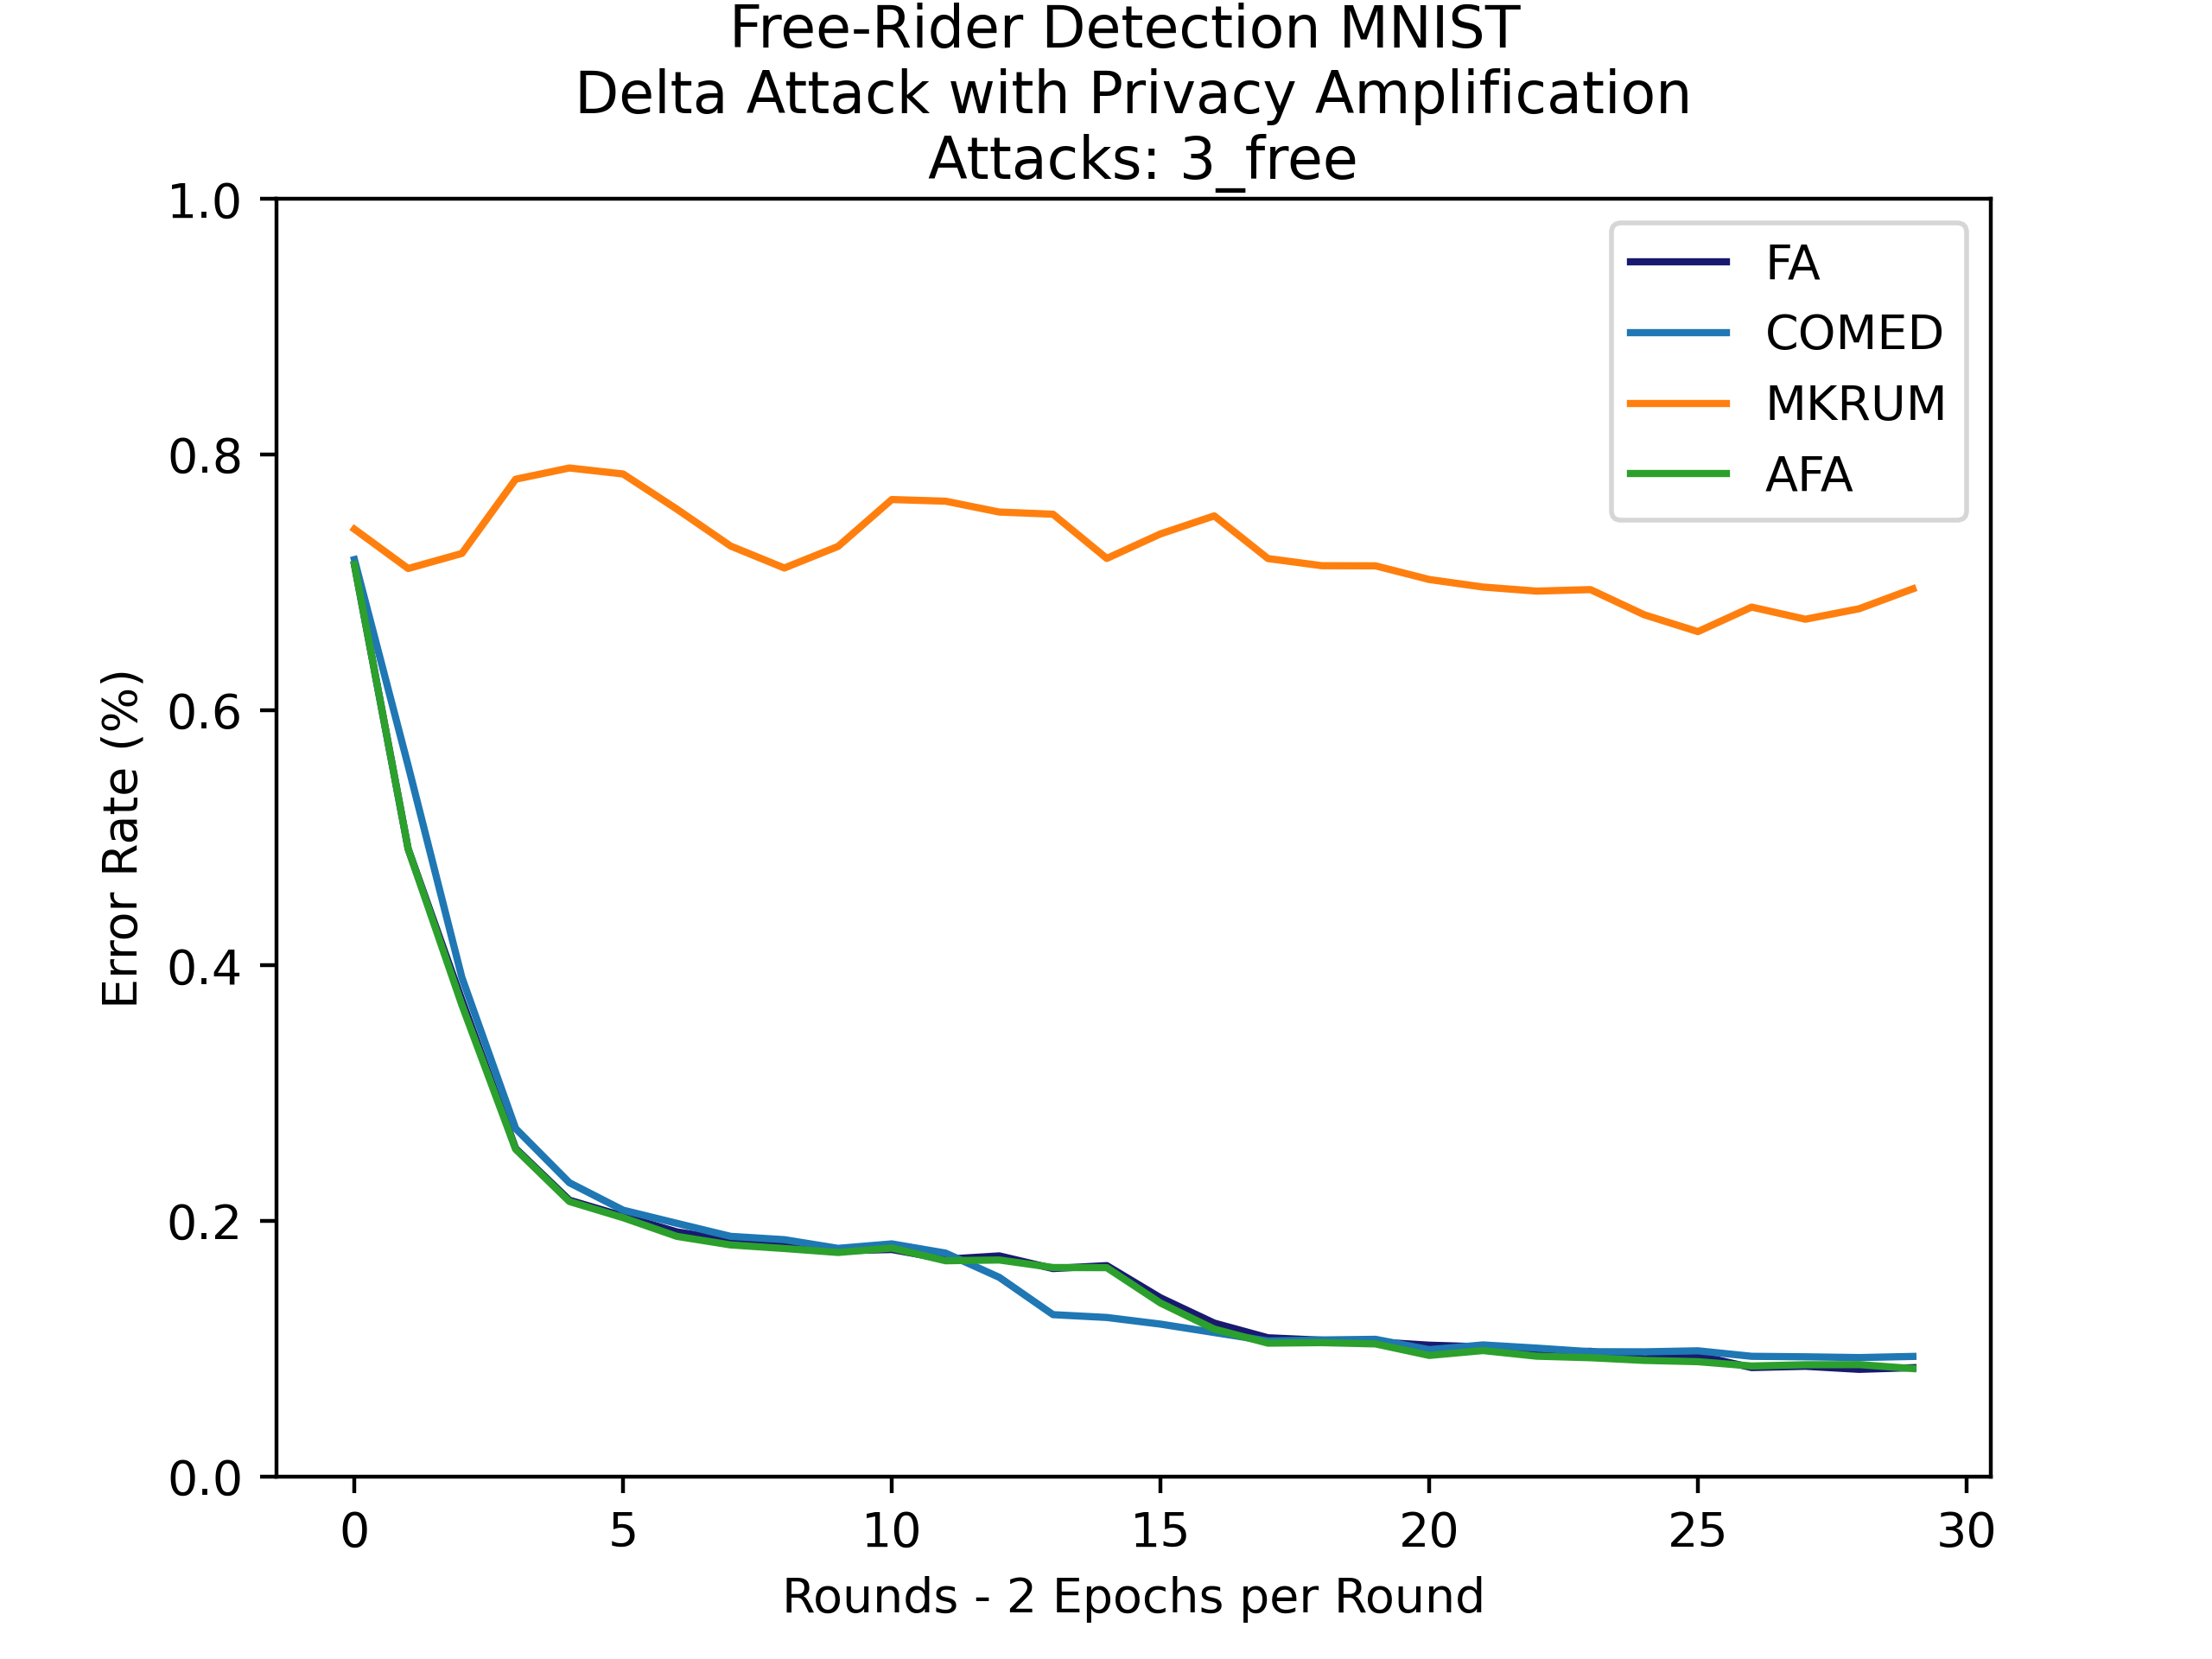 Free-Rider Detection MNIST
Delta Attack with Privacy Amplification
Attacks: 3_free
1.0
0.8
0.6
0.4
0.2
0.0
Error Rate (%)
FA
COMED
MKRUM
AFA
0 5 10 15 20 25 30
Rounds - 2 Epochs per Round